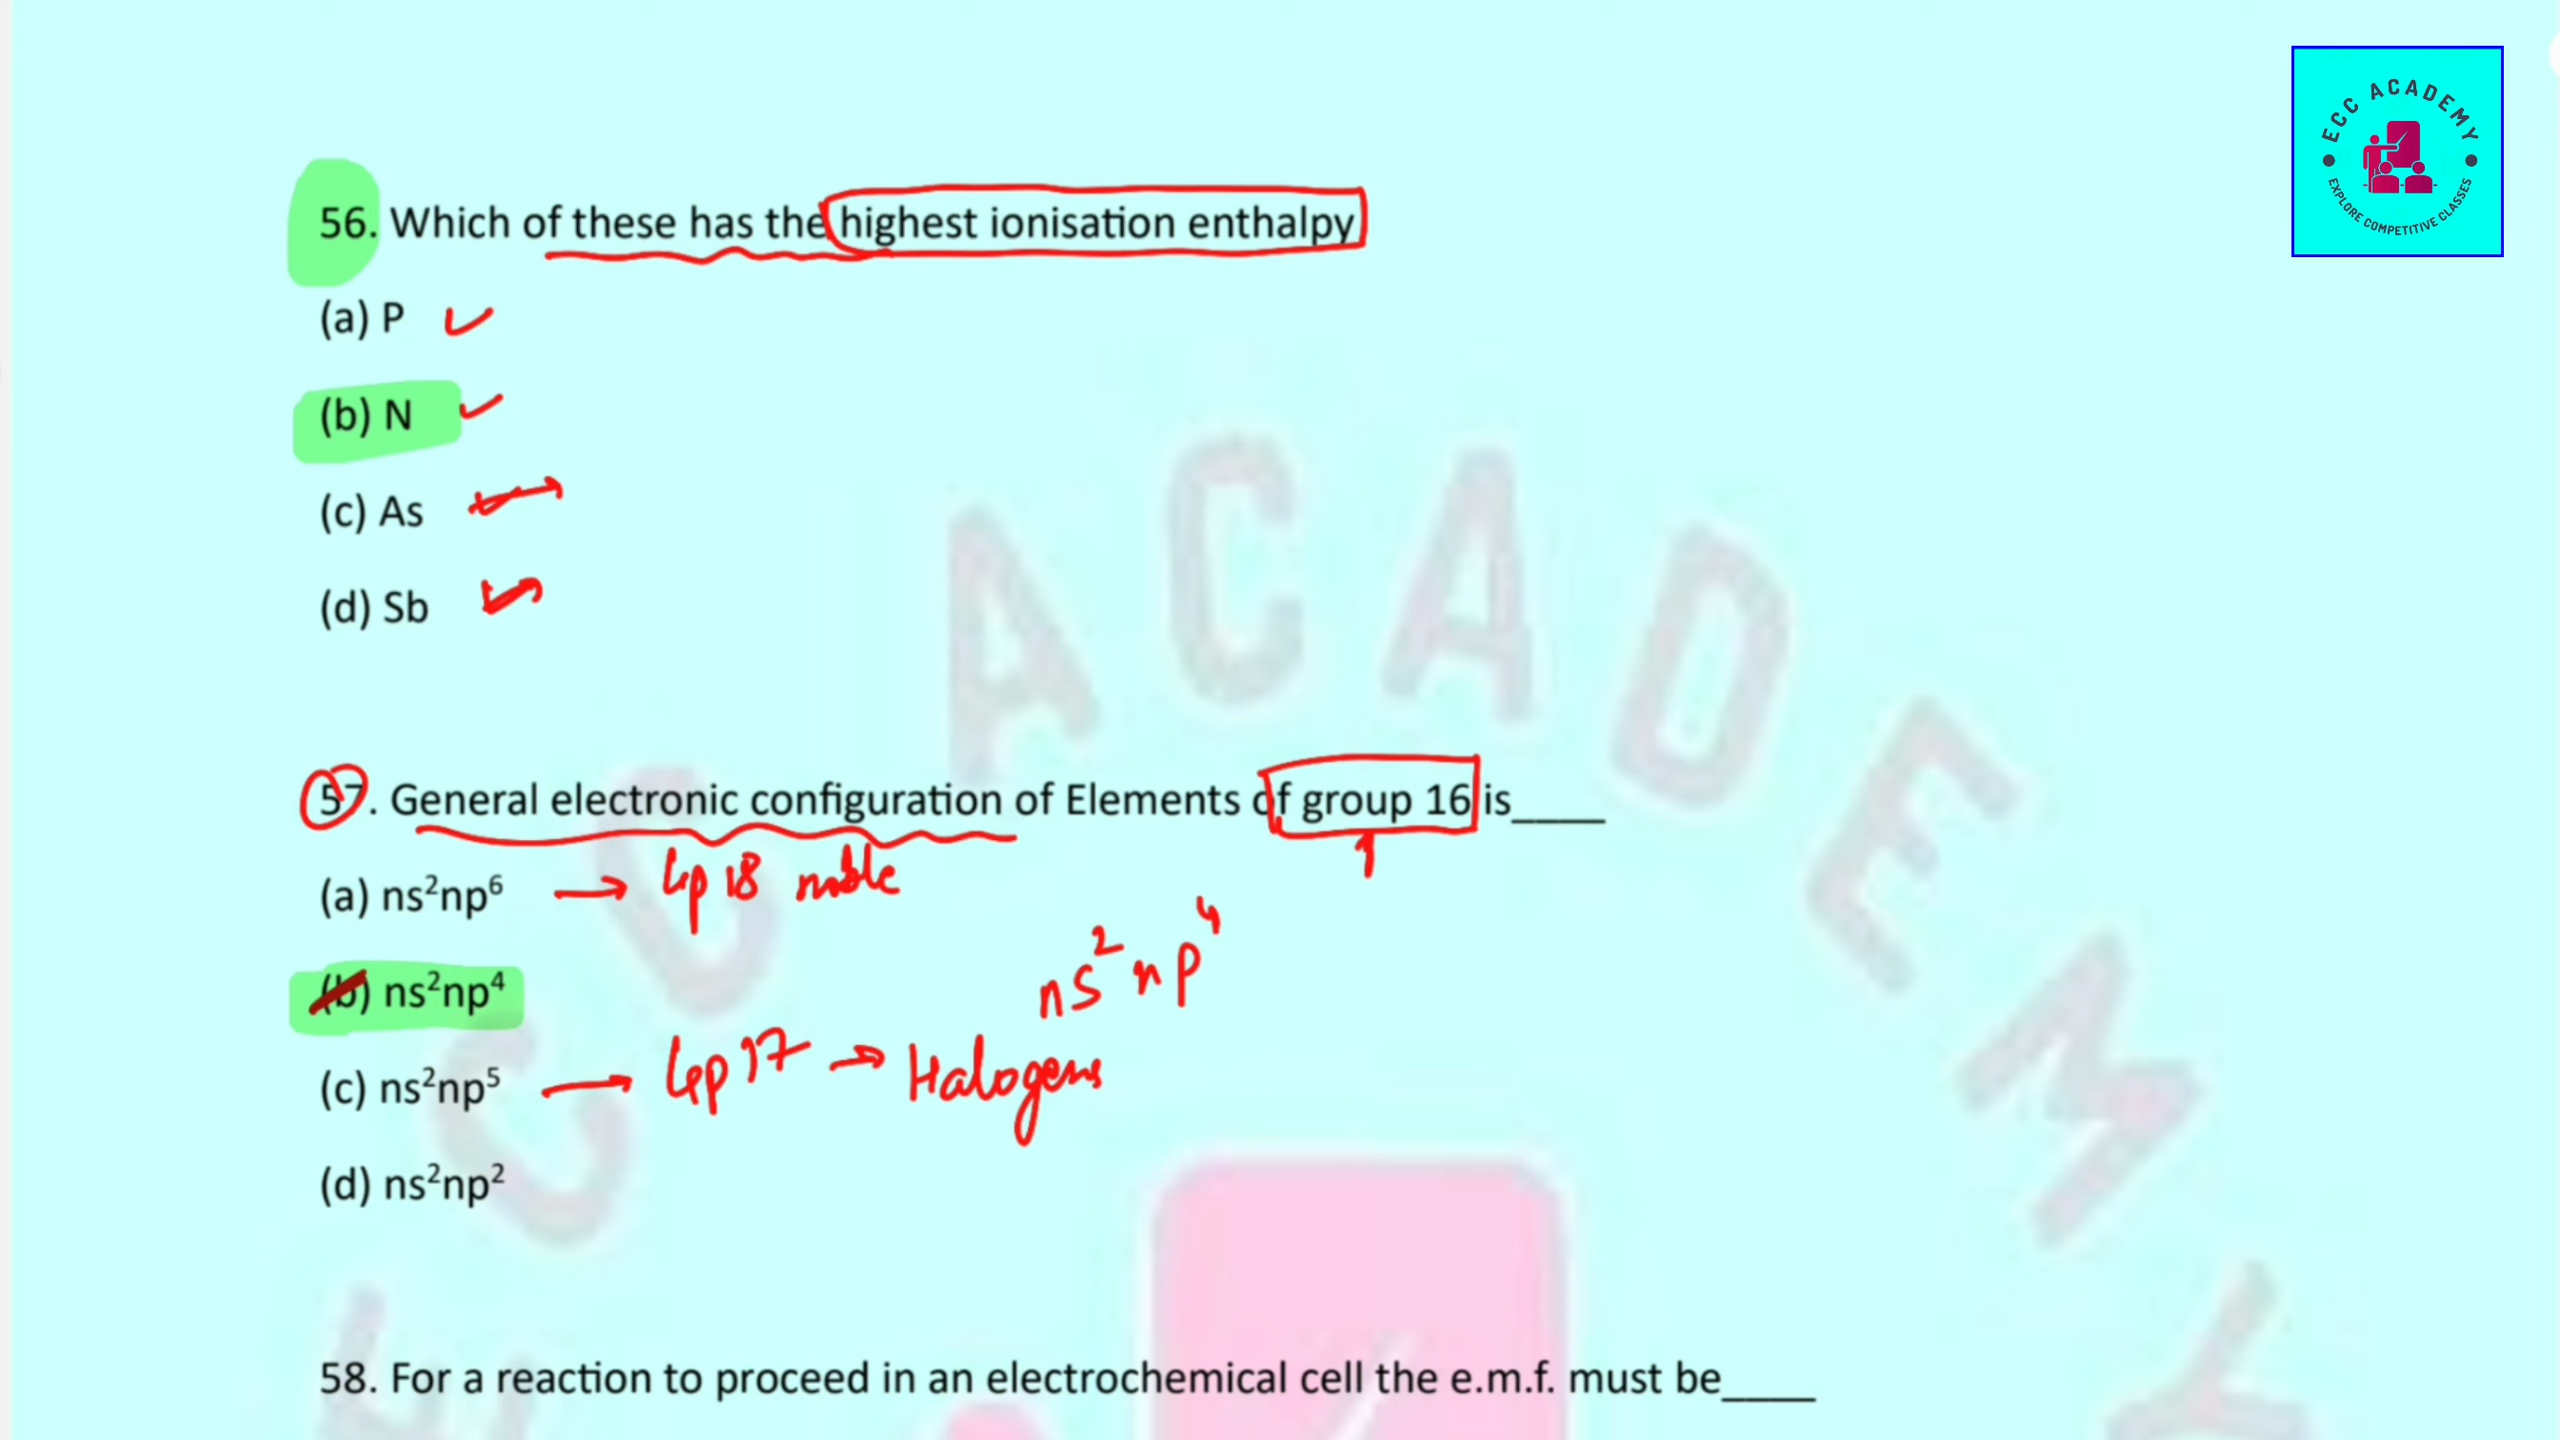 ECC ACADEMY
EXPLORE COMPETITIVE CLASSES
56. Which of these has the highest ionisation enthalpy
(a) P
(b) N
(c) As
(d) Sb
57. General electronic configuration of Elements of group 16 is____
(a) ns²np⁶ → Gp 18 noble
(b) ns²np⁴
ns²np⁴
(c) ns²np⁵ → Gp 17 → Halogens
(d) ns²np²
58. For a reaction to proceed in an electrochemical cell the e.m.f. must be____
ECC ACADEMY